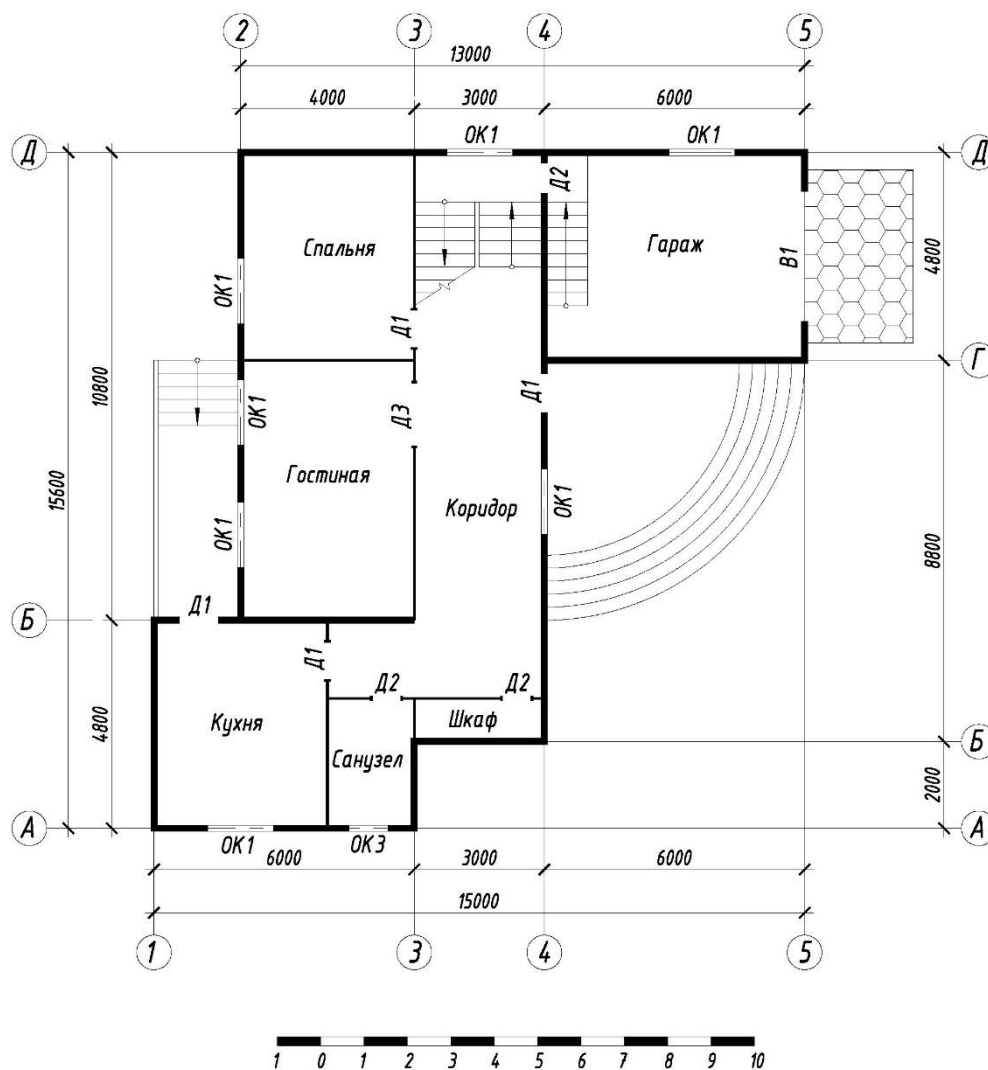 2 3 4 5
13000
4000 3000 6000
ОК1 ОК1
Д Д
Д2
Спальня Гараж В1 4800
ОК1
Д1
Г
10800 ОК1 Д3 Д1
15600 Гостиная Коридор
ОК1 ОК1 8800
Д1
Б
Д1
Д2 Д2
4800 Кухня Шкаф
Б
Санузел
2000
А А
ОК1 ОК3
6000 3000 6000
15000
1 3 4 5
1 0 1 2 3 4 5 6 7 8 9 10